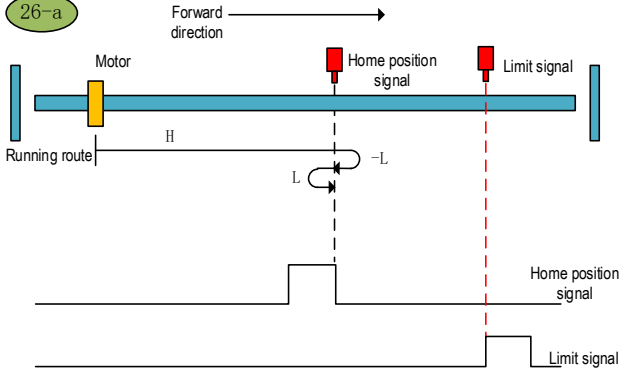 26-a
Forward
direction
Motor
Home position
signal
Limit signal
H
Running route
-L
L
Home position
signal
Limit signal